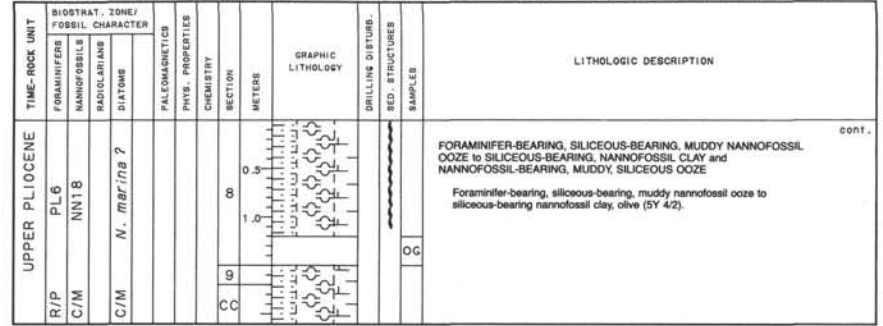 BIOSTRAT. ZONE/
FOSSIL CHARACTER
TIME-ROCK UNIT
FORAMINIFERS
NANNOFOSSILS
RADIOLARIANS
DIATOMS
PALEOMAGNETICS
PHYS. PROPERTIES
CHEMISTRY
SECTION
METERS
GRAPHIC
LITHOLOGY
DRILLING DISTURB.
SED. STRUCTURES
SAMPLES
LITHOLOGIC DESCRIPTION
UPPER PLIOCENE
PL6
R/P
NN18
C/M
N. marina ?
C/M
8
9
CC
0.5
1.0
OG
cont.
FORAMINIFER-BEARING, SILICEOUS-BEARING, MUDDY NANNOFOSSIL
OOZE to SILICEOUS-BEARING, NANNOFOSSIL CLAY and
NANNOFOSSIL-BEARING, MUDDY, SILICEOUS OOZE
Foraminifer-bearing, siliceous-bearing, muddy nannofossil ooze to
siliceous-bearing nannofossil clay, olive (5Y 4/2).